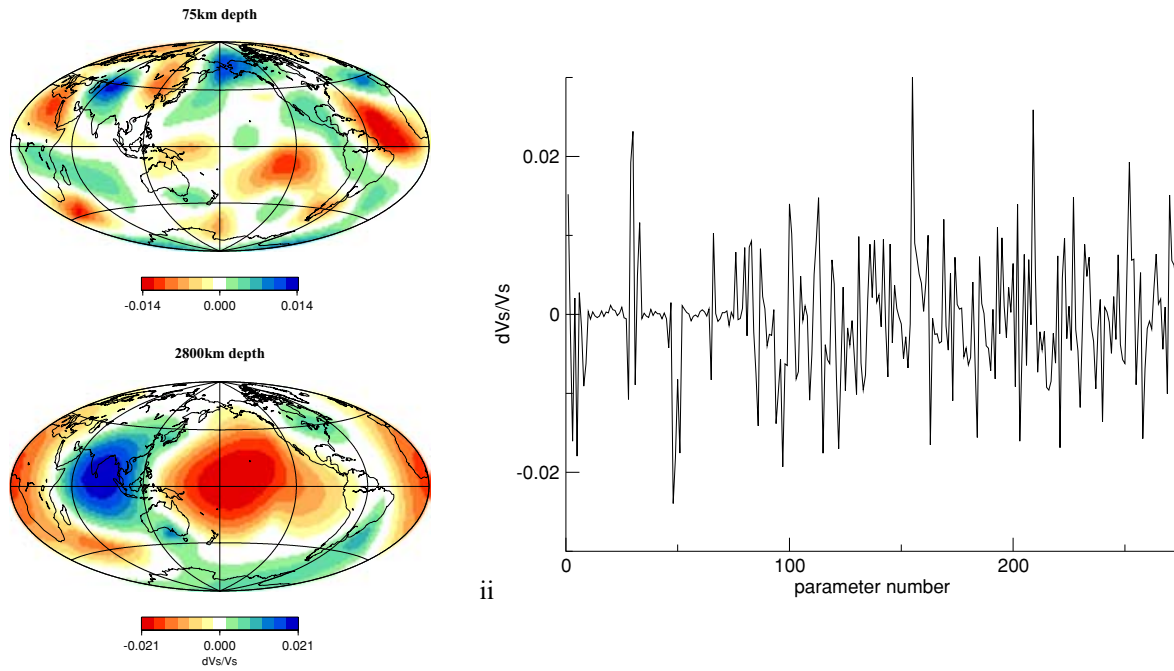 75km depth
-0.014 0.000 0.014
2800km depth
-0.021 0.000 0.021
dVs/Vs
ii
dVs/Vs
0.02
0
-0.02
0 100 200
parameter number